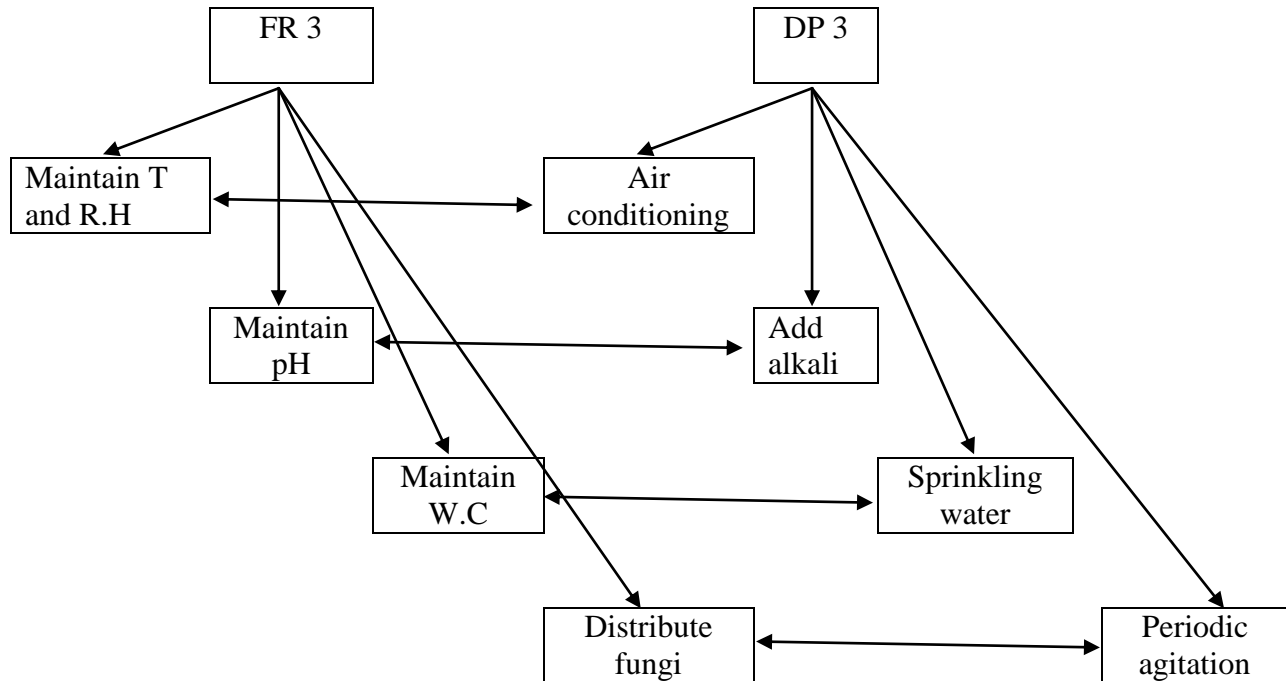 FR 3
DP 3
Maintain T
and R.H
Air
conditioning
Maintain
pH
Add
alkali
Maintain
W.C
Sprinkling
water
Distribute
fungi
Periodic
agitation